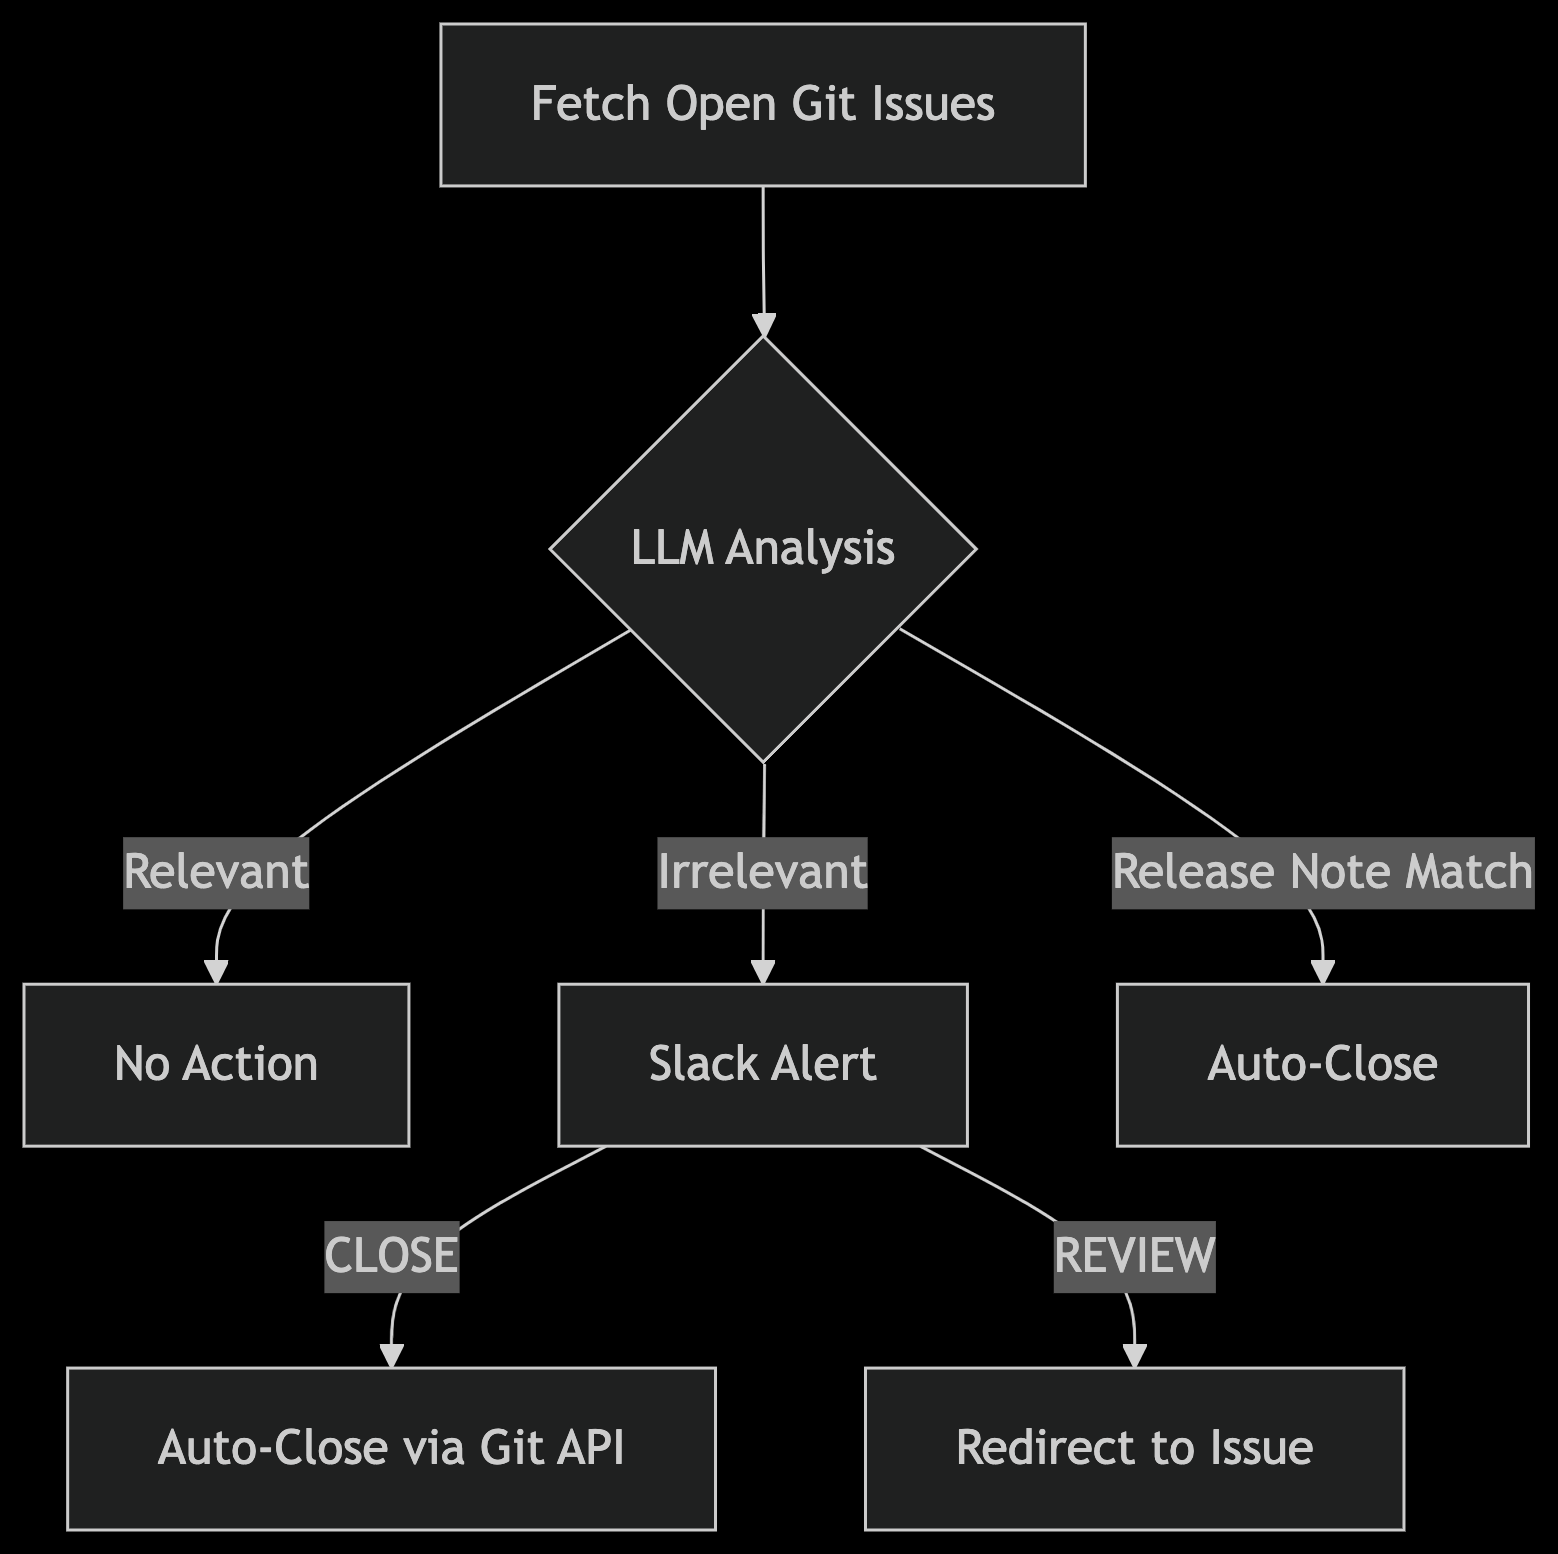 Fetch Open Git Issues
LLM Analysis
Relevant
Irrelevant
Release Note Match
No Action
Slack Alert
Auto-Close
CLOSE
REVIEW
Auto-Close via Git API
Redirect to Issue